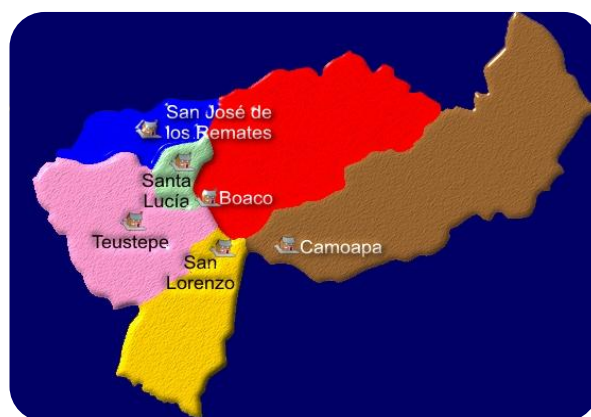 San José de
los Remates
Santa
Lucía
Boaco
Teustepe
San
Lorenzo
Camoapa